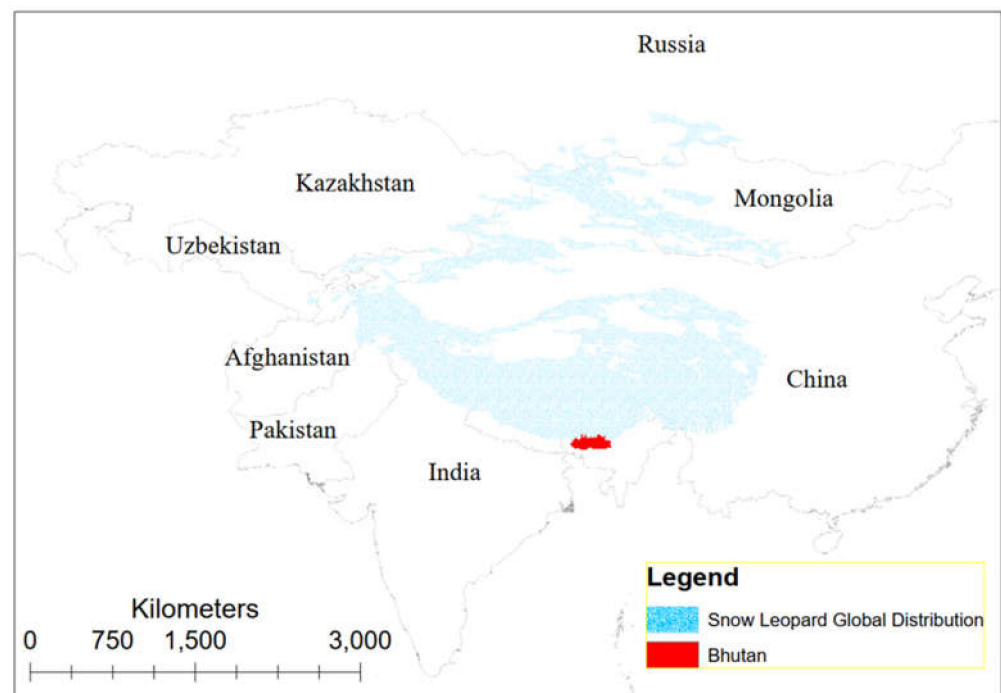 Russia
Kazakhstan
Mongolia
Uzbekistan
Afghanistan
China
Pakistan
India
Legend
Snow Leopard Global Distribution
Bhutan
Kilometers
0 750 1,500 3,000